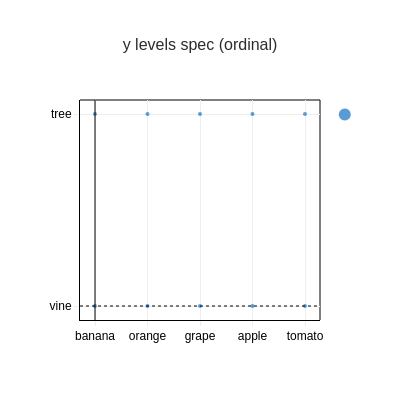 y levels spec (ordinal)
tree
vine
banana orange grape apple tomato